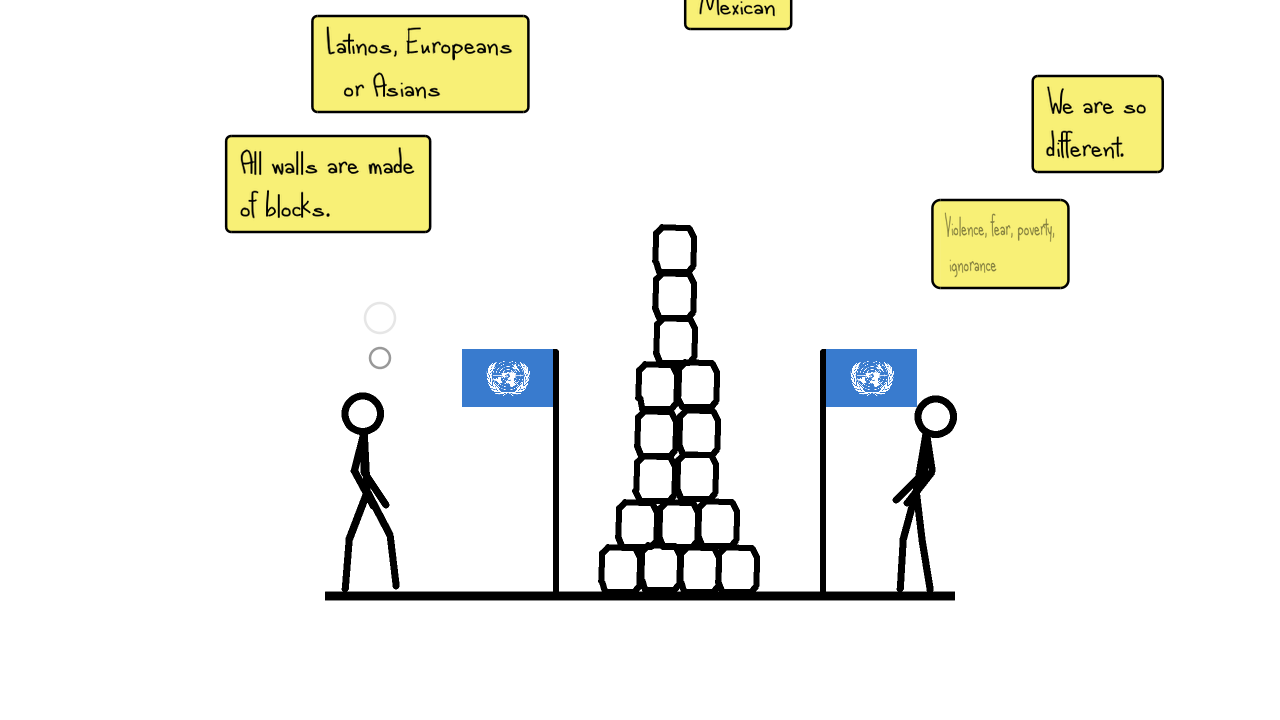 Mexican
Latinos, Europeans
or Asians
We are so
different.
All walls are made
of blocks.
Violence, fear, poverty,
ignorance